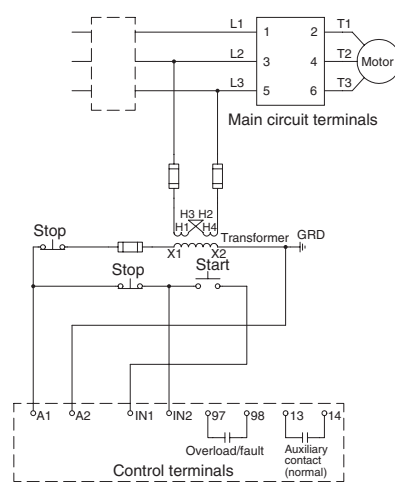 L1 1 2 T1
L2 3 4 T2 Motor
L3 5 6 T3
Main circuit terminals
H3 H2
H1 H4
Stop Transformer GRD
X1 X2
Stop Start
A1 A2 IN1 IN2 97 98 13 14
Overload/fault Auxiliary
contact
(normal)
Control terminals